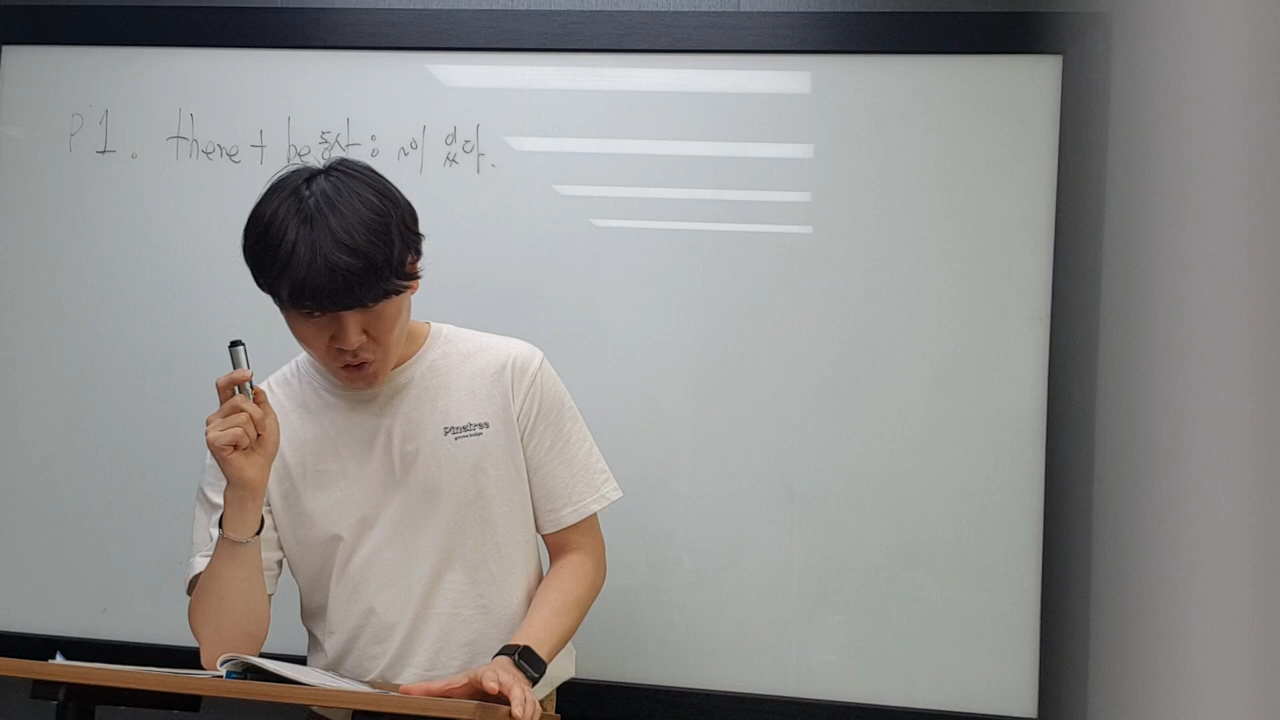 P1. there + be동사 : ~이 있다.
Pinetree